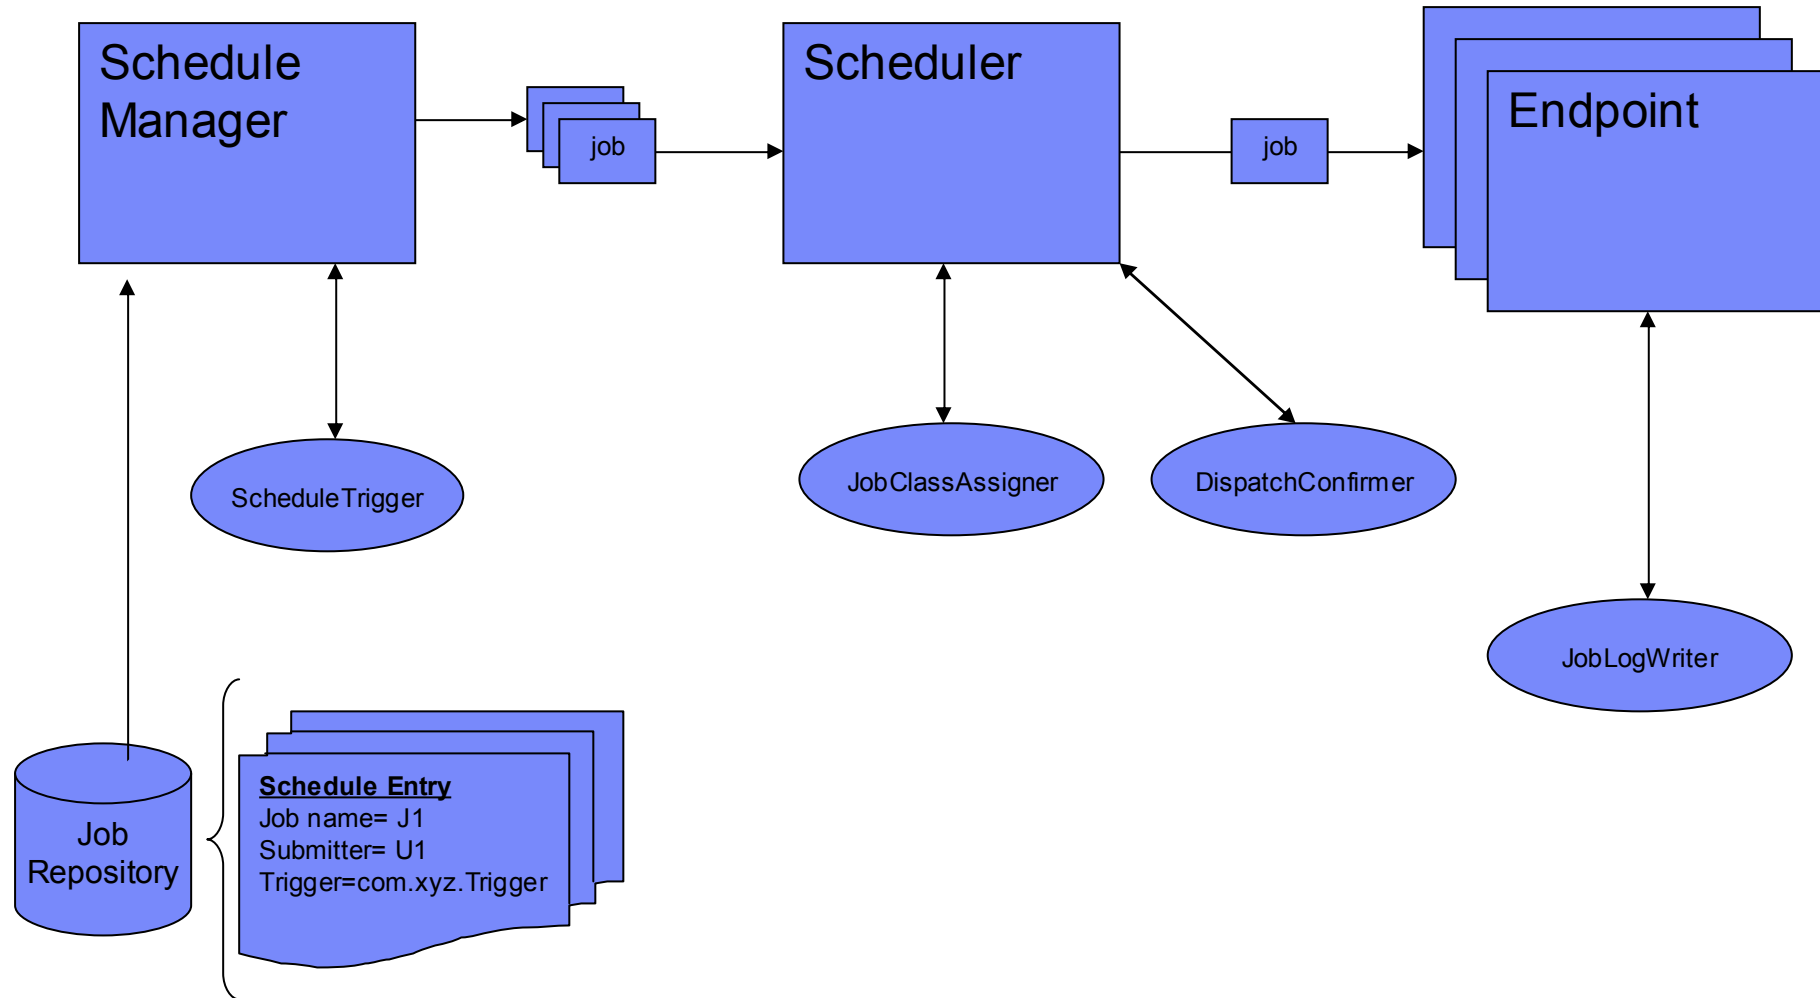 Schedule
Manager
job
Scheduler
job
Endpoint
ScheduleTrigger
JobClassAssigner
DispatchConfirmer
JobLogWriter
Job
Repository
Schedule Entry
Job name= J1
Submitter= U1
Trigger=com.xyz.Trigger